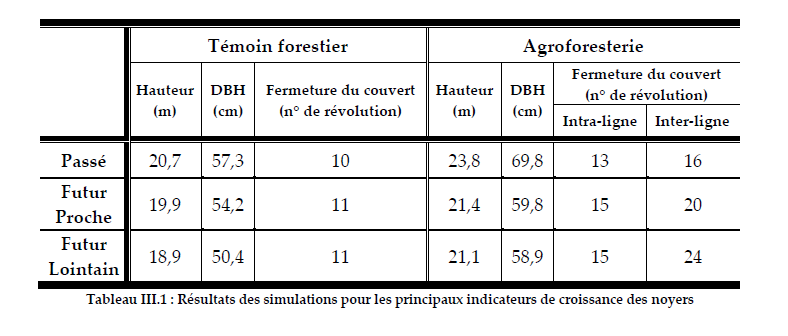 Témoin forestier Agroforesterie
Hauteur (m) DBH (cm) Fermeture du couvert (n° de révolution) Hauteur (m) DBH (cm) Fermeture du couvert (n° de révolution)
Intra-ligne Inter-ligne
Passé 20,7 57,3 10 23,8 69,8 13 16
Futur Proche 19,9 54,2 11 21,4 59,8 15 20
Futur Lointain 18,9 50,4 11 21,1 58,9 15 24
Tableau III.1 : Résultats des simulations pour les principaux indicateurs de croissance des noyers